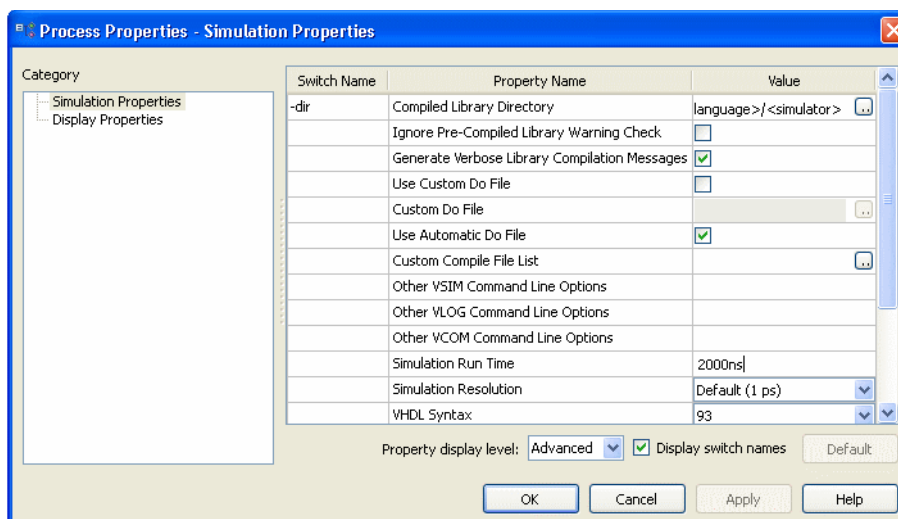 Process Properties - Simulation Properties
Category
Simulation Properties
Display Properties
Switch Name Property Name Value
-dir Compiled Library Directory language>/<simulator> ..
Ignore Pre-Compiled Library Warning Check
Generate Verbose Library Compilation Messages
Use Custom Do File
Custom Do File ..
Use Automatic Do File
Custom Compile File List ..
Other VSIM Command Line Options
Other VLOG Command Line Options
Other VCOM Command Line Options
Simulation Run Time 2000ns
Simulation Resolution Default (1 ps)
VHDL Syntax 93
Property display level: Advanced Display switch names Default
OK Cancel Apply Help